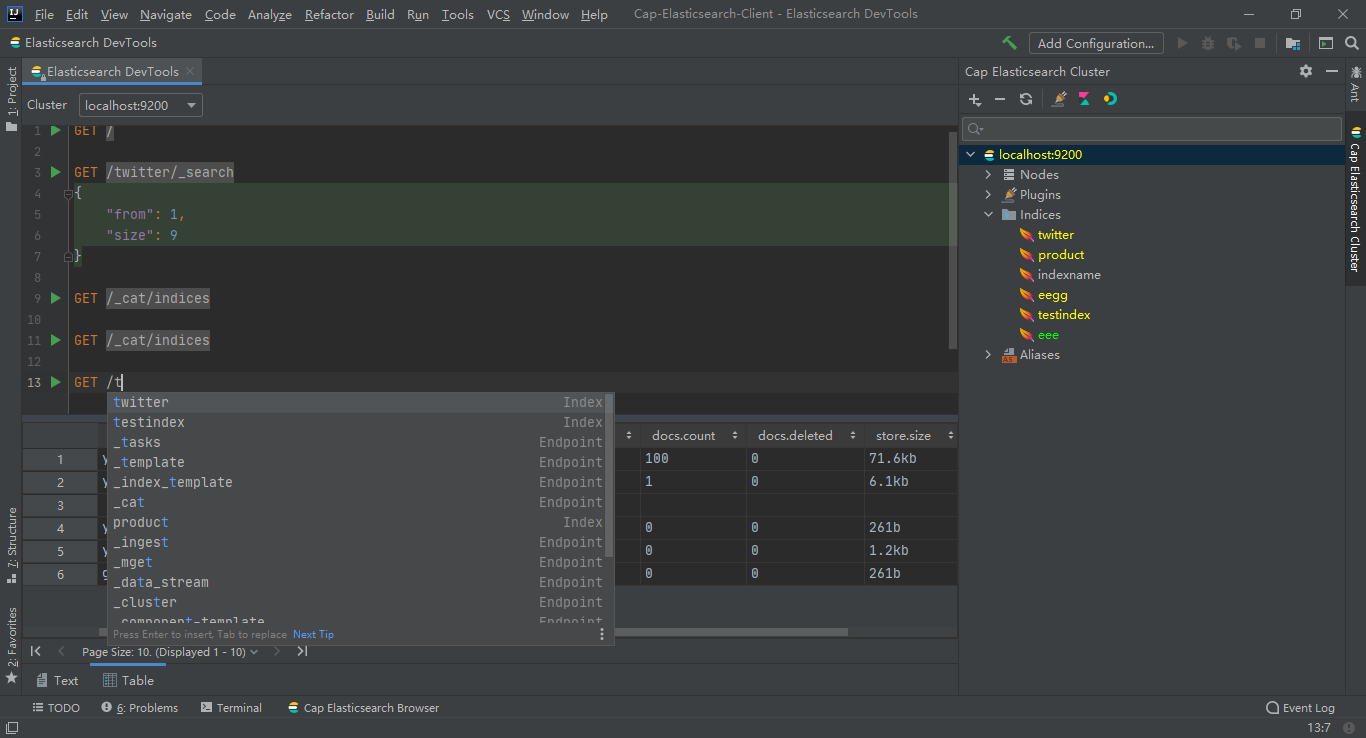 File Edit View Navigate Code Analyze Refactor Build Run Tools VCS Window Help Cap-Elasticsearch-Client - Elasticsearch DevTools
Elasticsearch DevTools Add Configuration...
1: Project
Z: Structure
2: Favorites
Elasticsearch DevTools
Cluster localhost:9200
1 GET /
2
3 GET /twitter/_search
4 {
5 "from": 1,
6 "size": 9
7 }
8
9 GET /_cat/indices
10
11 GET /_cat/indices
12
13 GET /t
twitter Index
testindex Index
_tasks Endpoint
_template Endpoint
_index_template Endpoint
_cat Endpoint
product Index
_ingest Endpoint
_mget Endpoint
_data_stream Endpoint
_cluster Endpoint
_component-template Endpoint
Press Enter to insert, Tab to replace Next Tip
docs.count docs.deleted store.size
1 y 100 0 71.6kb
2 y 1 0 6.1kb
3
4 y 0 0 261b
5 y 0 0 1.2kb
6 g 0 0 261b
Page Size: 10. (Displayed 1 - 10)
Text Table
Cap Elasticsearch Cluster
localhost:9200
Nodes
Plugins
Indices
twitter
product
indexname
eegg
testindex
eee
AS Aliases
Ant
Cap Elasticsearch Cluster
TODO 6: Problems Terminal Cap Elasticsearch Browser Event Log
13:7